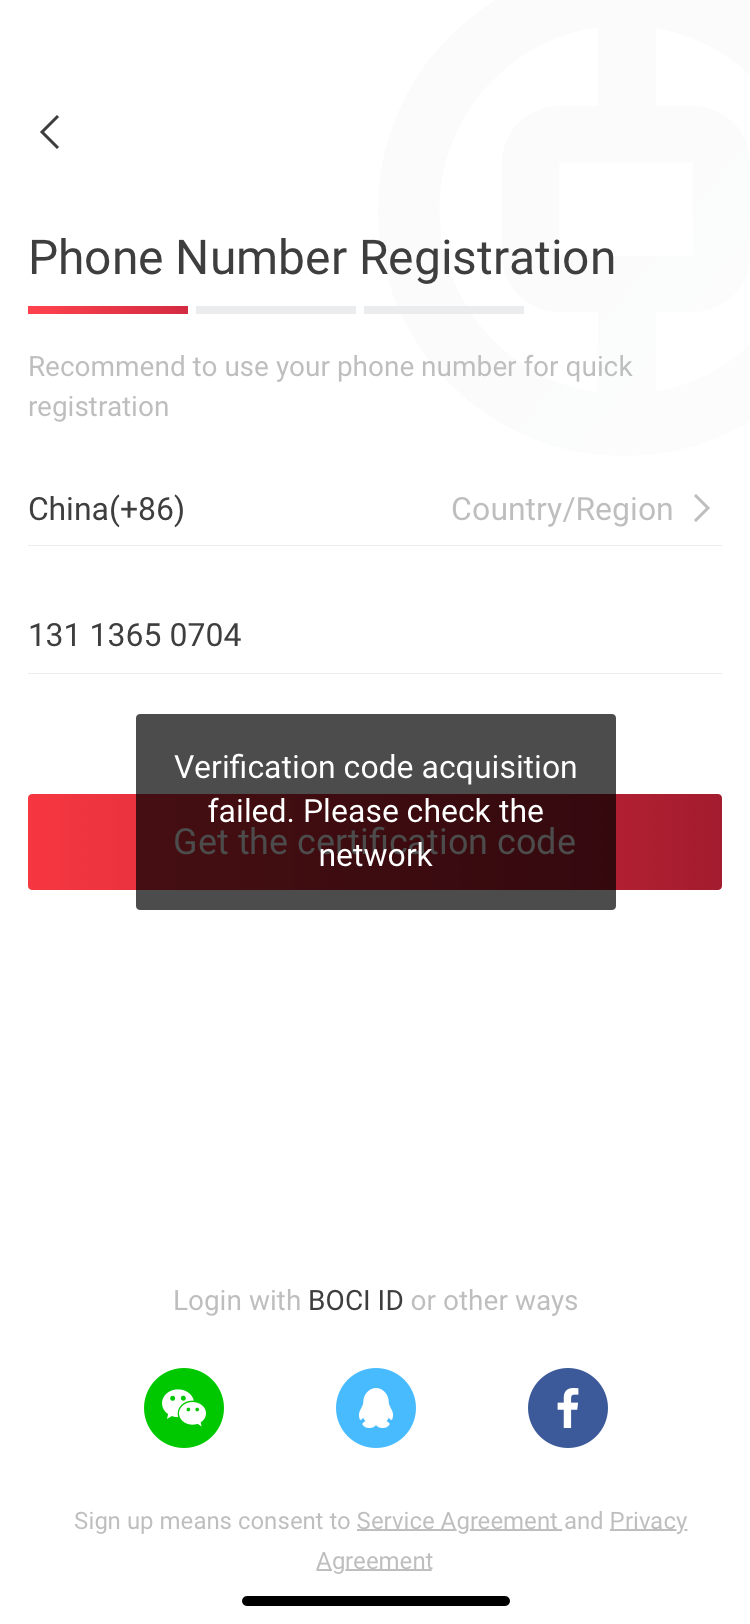 Phone Number Registration
Recommend to use your phone number for quick
registration
China(+86) Country/Region
131 1365 0704
Verification code acquisition
failed. Please check the
Get the certification code
network
Login with BOCI ID or other ways
Sign up means consent to Service Agreement and Privacy
Agreement